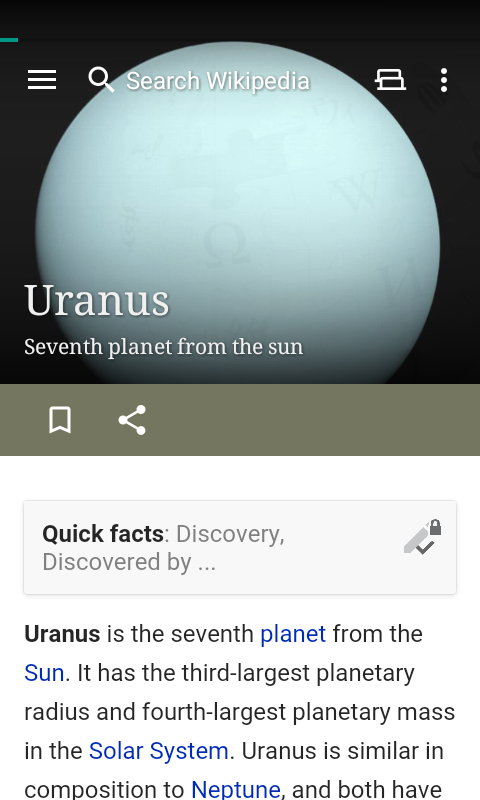 Search Wikipedia
Uranus
Seventh planet from the sun
Quick facts: Discovery,
Discovered by ...
Uranus is the seventh planet from the
Sun. It has the third-largest planetary
radius and fourth-largest planetary mass
in the Solar System. Uranus is similar in
composition to Neptune, and both have